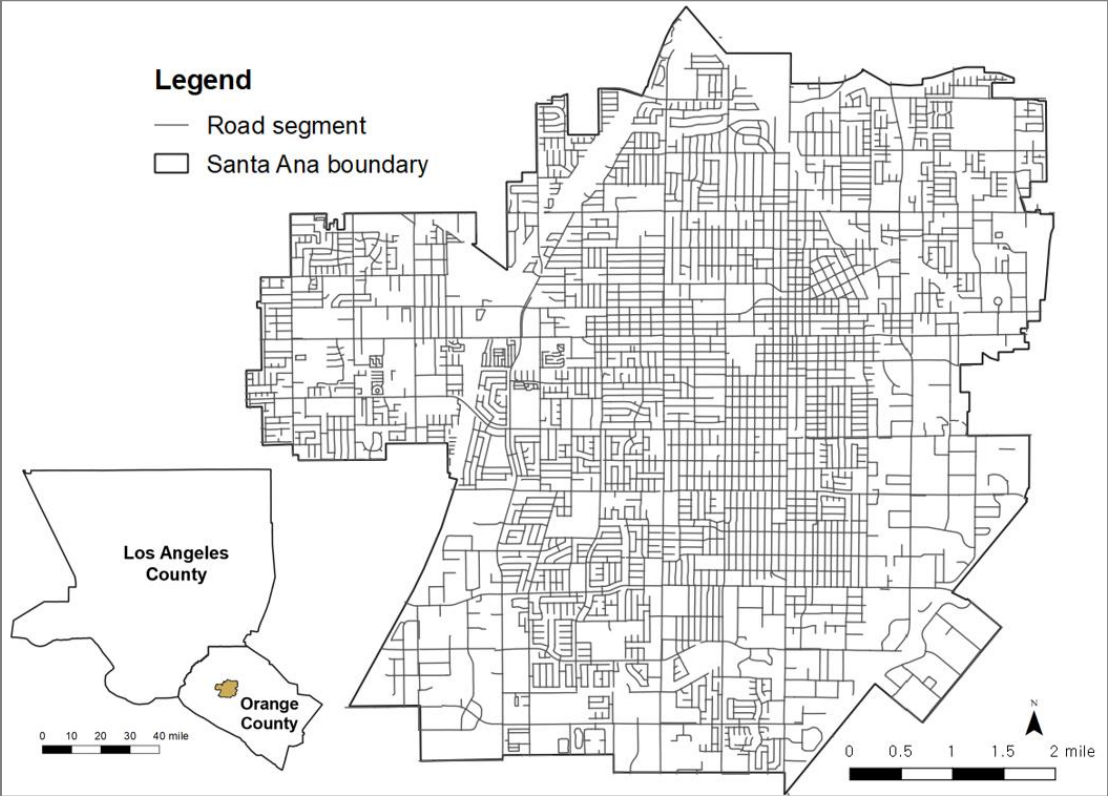 Legend
Road segment
Santa Ana boundary
Los Angeles
County
Orange
County
0 10 20 30 40 mile
N
0 0.5 1 1.5 2 mile